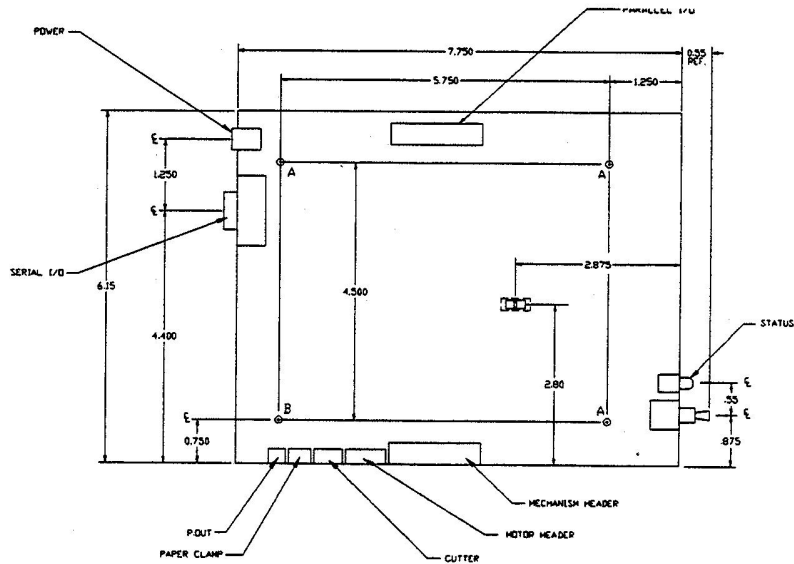 PARALLEL I/O
POWER
7.750
0.55
REF.
5.750
1.250
℄
A
A
1.250
℄
SERIAL I/O
2.875
6.15
4.500
4.400
STATUS
2.80
℄
.55
B
A
℄
℄
0.750
.875
MECHANISM HEADER
P.OUT
MOTOR HEADER
PAPER CLAMP
CUTTER